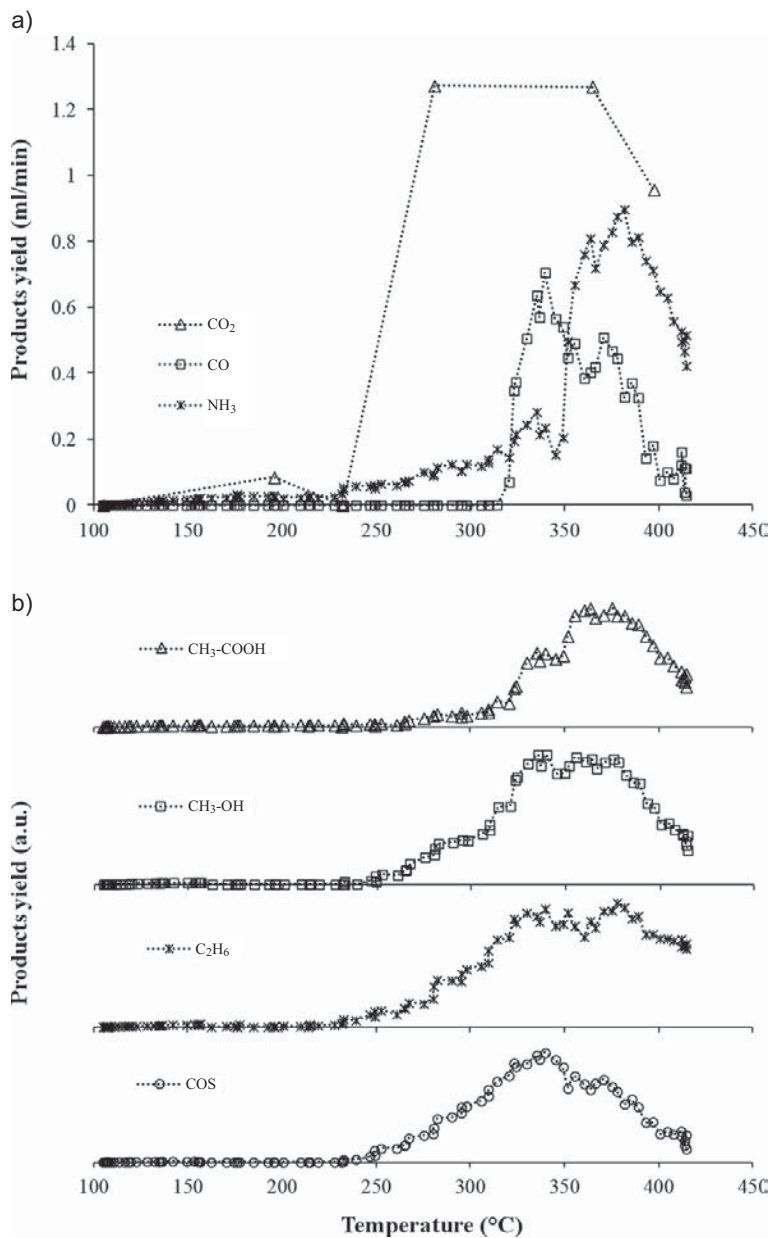 a)
Products yield (ml/min)
1.4
1.2
1
0.8
0.6
0.4
0.2
0
CO₂
CO
NH₃
100 150 200 250 300 350 400 450
b)
Products yield (a.u.)
CH₃-COOH
CH₃-OH
C₂H₆
COS
100 150 200 250 300 350 400 450
Temperature (°C)